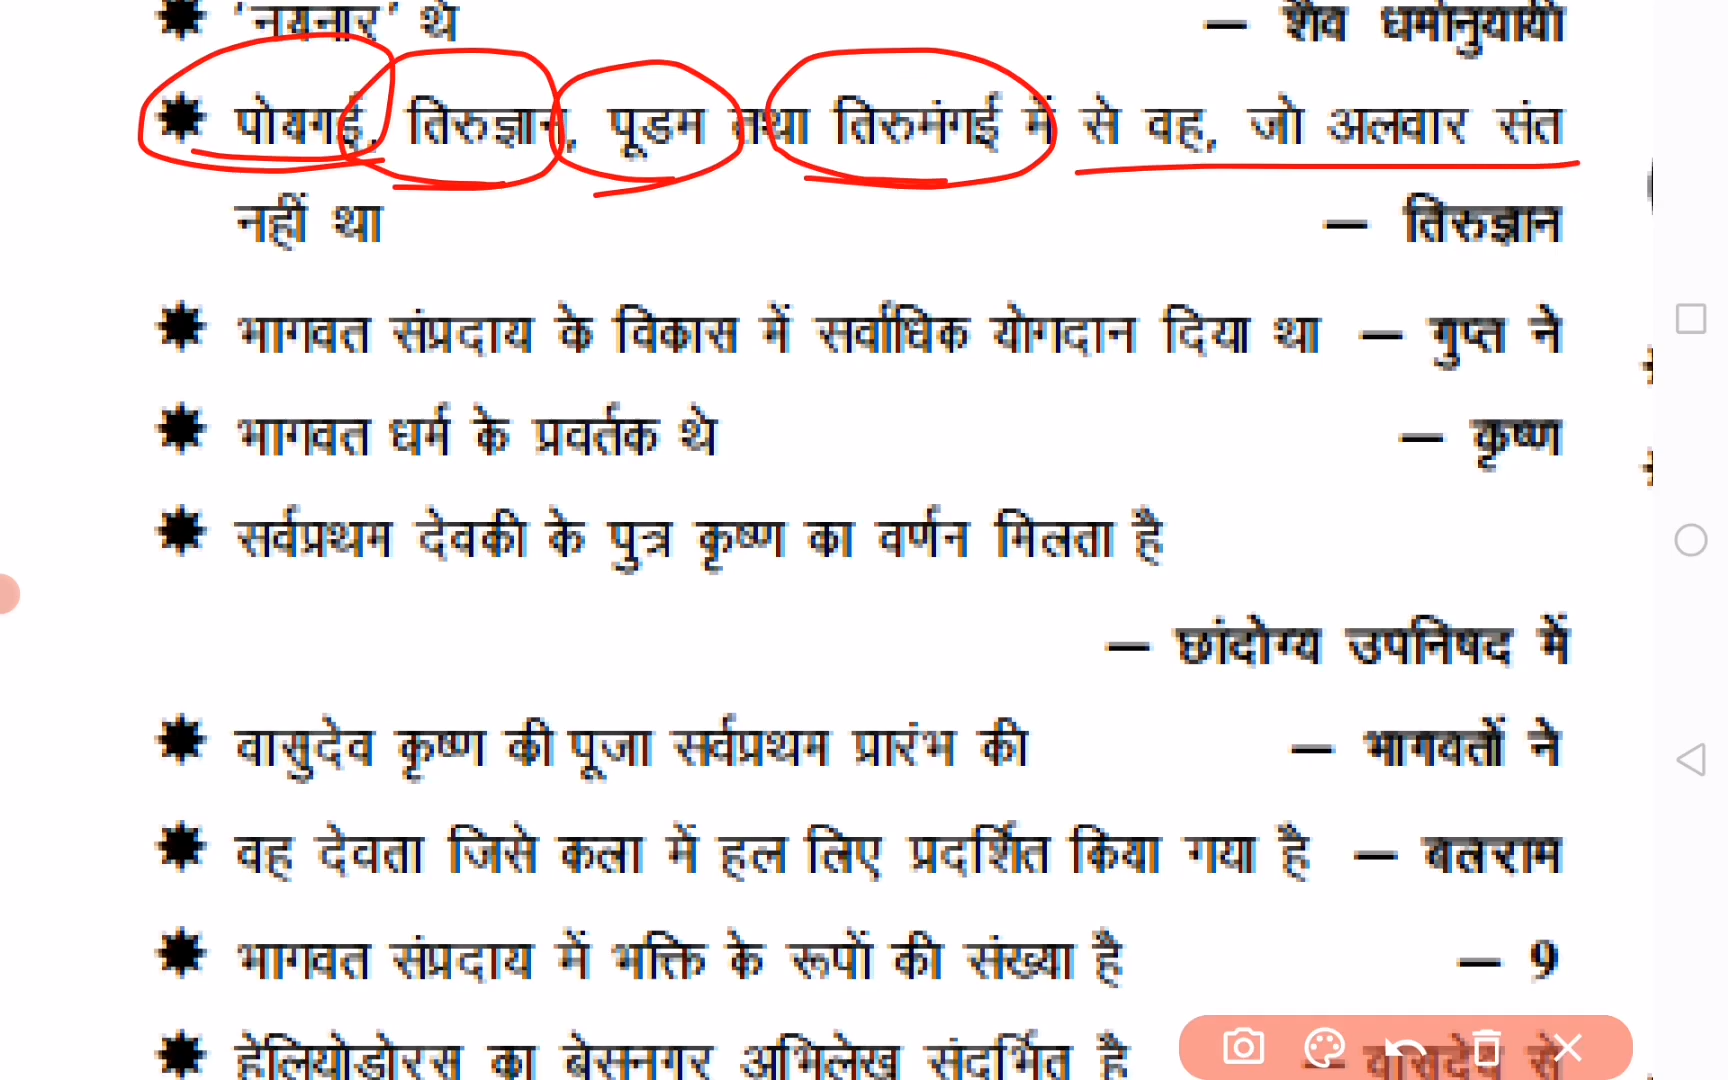 ✸ 'नयनार' थे — शैव धर्मानुयायी
✸ पोयगई, तिरुज्ञान, पूडम तथा तिरुमंगई में से वह, जो अलवार संत
नहीं था — तिरुज्ञान
✸ भागवत संप्रदाय के विकास में सर्वाधिक योगदान दिया था — गुप्त ने
✸ भागवत धर्म के प्रवर्तक थे — कृष्ण
✸ सर्वप्रथम देवकी के पुत्र कृष्ण का वर्णन मिलता है
— छांदोग्य उपनिषद में
✸ वासुदेव कृष्ण की पूजा सर्वप्रथम प्रारंभ की — भागवतों ने
✸ वह देवता जिसे कला में हल लिए प्रदर्शित किया गया है — बलराम
✸ भागवत संप्रदाय में भक्ति के रूपों की संख्या है — 9
✸ हेलियोडोरस का बेसनगर अभिलेख संदर्भित है — वासुदेव से